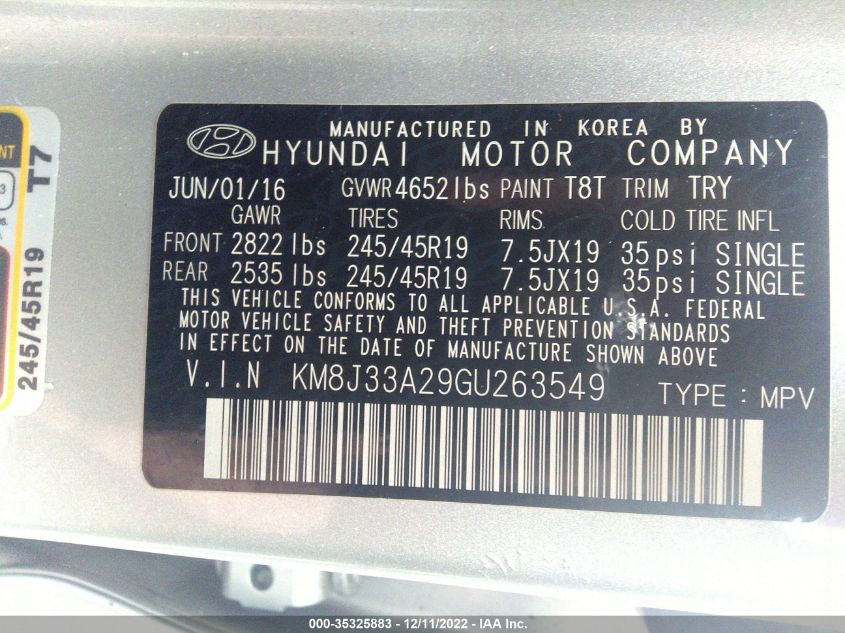 MANUFACTURED IN KOREA BY
HYUNDAI MOTOR COMPANY
JUN/01/16 GVWR 4652lbs PAINT T8T TRIM TRY
GAWR TIRES RIMS COLD TIRE INFL
FRONT 2822 lbs 245/45R19 7.5JX19 35psi SINGLE
REAR 2535 lbs 245/45R19 7.5JX19 35psi SINGLE
THIS VEHICLE CONFORMS TO ALL APPLICABLE U.S.A. FEDERAL
MOTOR VEHICLE SAFETY AND THEFT PREVENTION STANDARDS
IN EFFECT ON THE DATE OF MANUFACTURE SHOWN ABOVE
V.I.N KM8J33A29GU263549 TYPE : MPV
NT
3
s.
T7
245/45R19
000-35325883 - 12/11/2022 - IAA Inc.